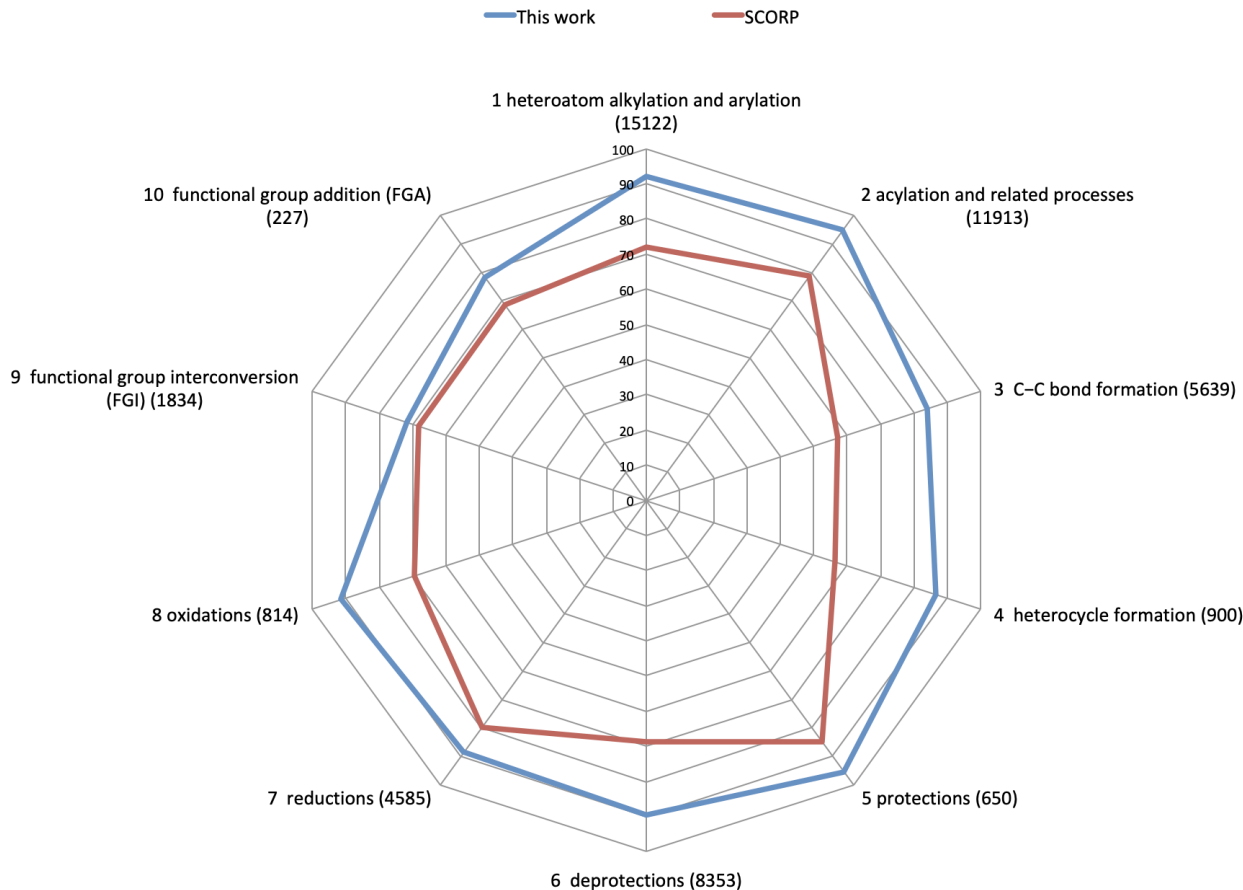 This work
SCORP
1 heteroatom alkylation and arylation
(15122)
10 functional group addition (FGA)
(227)
2 acylation and related processes
(11913)
100
90
80
70
60
50
40
30
20
10
0
9 functional group interconversion
(FGI) (1834)
3 C–C bond formation (5639)
8 oxidations (814)
4 heterocycle formation (900)
7 reductions (4585)
5 protections (650)
6 deprotections (8353)